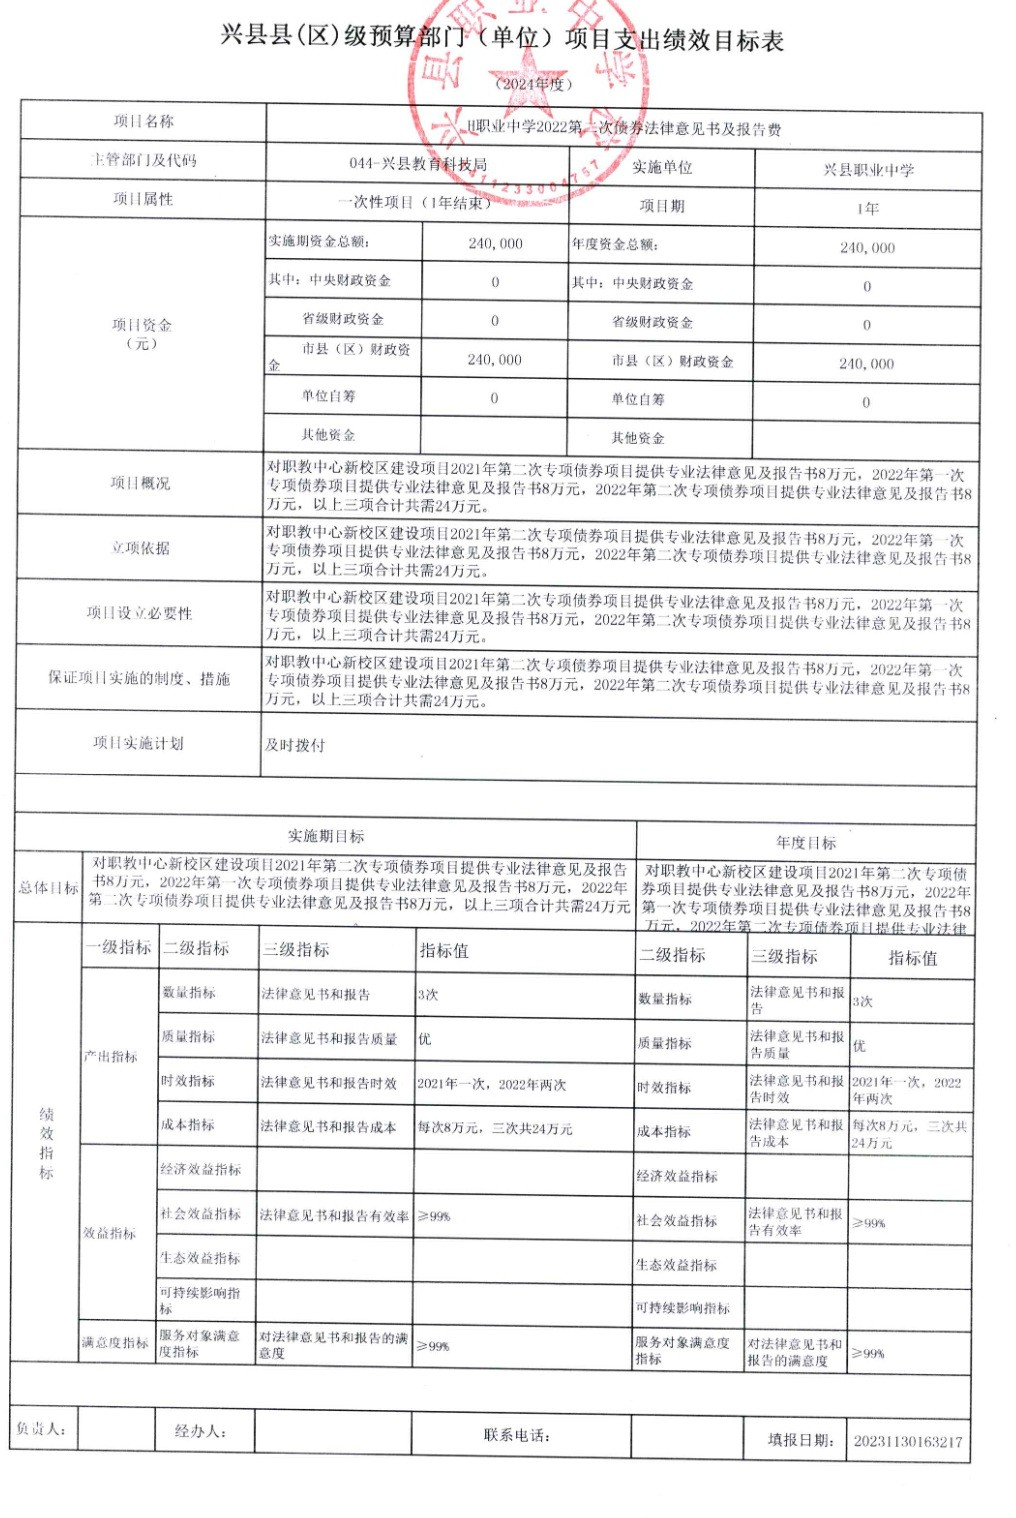 兴县县(区)级预算部门（单位）项目支出绩效目标表
（2024年度）
兴县职业中学校
1411233004757
项目名称
职业中学2022第二次债券法律意见书及报告费
主管部门及代码 044-兴县教育科技局 实施单位 兴县职业中学
项目属性 一次性项目（1年结束） 项目期 1年
项目资金
（元）
实施期资金总额： 240,000 年度资金总额： 240,000
其中：中央财政资金 0 其中：中央财政资金 0
省级财政资金 0 省级财政资金 0
市县（区）财政资
金 240,000 市县（区）财政资金 240,000
单位自筹 0 单位自筹 0
其他资金 其他资金
项目概况
对职教中心新校区建设项目2021年第二次专项债券项目提供专业法律意见及报告书8万元，2022年第一次
专项债券项目提供专业法律意见及报告书8万元，2022年第二次专项债券项目提供专业法律意见及报告书8
万元，以上三项合计共需24万元。
立项依据
对职教中心新校区建设项目2021年第二次专项债券项目提供专业法律意见及报告书8万元，2022年第一次
专项债券项目提供专业法律意见及报告书8万元，2022年第二次专项债券项目提供专业法律意见及报告书8
万元，以上三项合计共需24万元。
项目设立必要性
对职教中心新校区建设项目2021年第二次专项债券项目提供专业法律意见及报告书8万元，2022年第一次
专项债券项目提供专业法律意见及报告书8万元，2022年第二次专项债券项目提供专业法律意见及报告书8
万元，以上三项合计共需24万元。
保证项目实施的制度、措施
对职教中心新校区建设项目2021年第二次专项债券项目提供专业法律意见及报告书8万元，2022年第一次
专项债券项目提供专业法律意见及报告书8万元，2022年第二次专项债券项目提供专业法律意见及报告书8
万元，以上三项合计共需24万元。
项目实施计划 及时拨付
实施期目标 年度目标
总体目标
对职教中心新校区建设项目2021年第二次专项债券项目提供专业法律意见及报告
书8万元，2022年第一次专项债券项目提供专业法律意见及报告书8万元，2022年
第二次专项债券项目提供专业法律意见及报告书8万元，以上三项合计共需24万元
对职教中心新校区建设项目2021年第二次专项债
券项目提供专业法律意见及报告书8万元，2022年
第一次专项债券项目提供专业法律意见及报告书8
万元，2022年第二次专项债券项目提供专业法律
绩效指标
一级指标 二级指标 三级指标 指标值 二级指标 三级指标 指标值
产出指标
数量指标 法律意见书和报告 3次 数量指标 法律意见书和报
告 3次
质量指标 法律意见书和报告质量 优 质量指标 法律意见书和报
告质量 优
时效指标 法律意见书和报告时效 2021年一次，2022年两次 时效指标 法律意见书和报
告时效 2021年一次，2022
年两次
成本指标 法律意见书和报告成本 每次8万元，三次共24万元 成本指标 法律意见书和报
告成本 每次8万元，三次共
24万元
效益指标
经济效益指标 经济效益指标
社会效益指标 法律意见书和报告有效率 ≥99% 社会效益指标 法律意见书和报
告有效率 ≥99%
生态效益指标 生态效益指标
可持续影响指
标 可持续影响指标
满意度指标 服务对象满意
度指标 对法律意见书和报告的满
意度 ≥99% 服务对象满意度
指标 对法律意见书和
报告的满意度 ≥99%
负责人： 经办人： 联系电话： 填报日期： 20231130163217